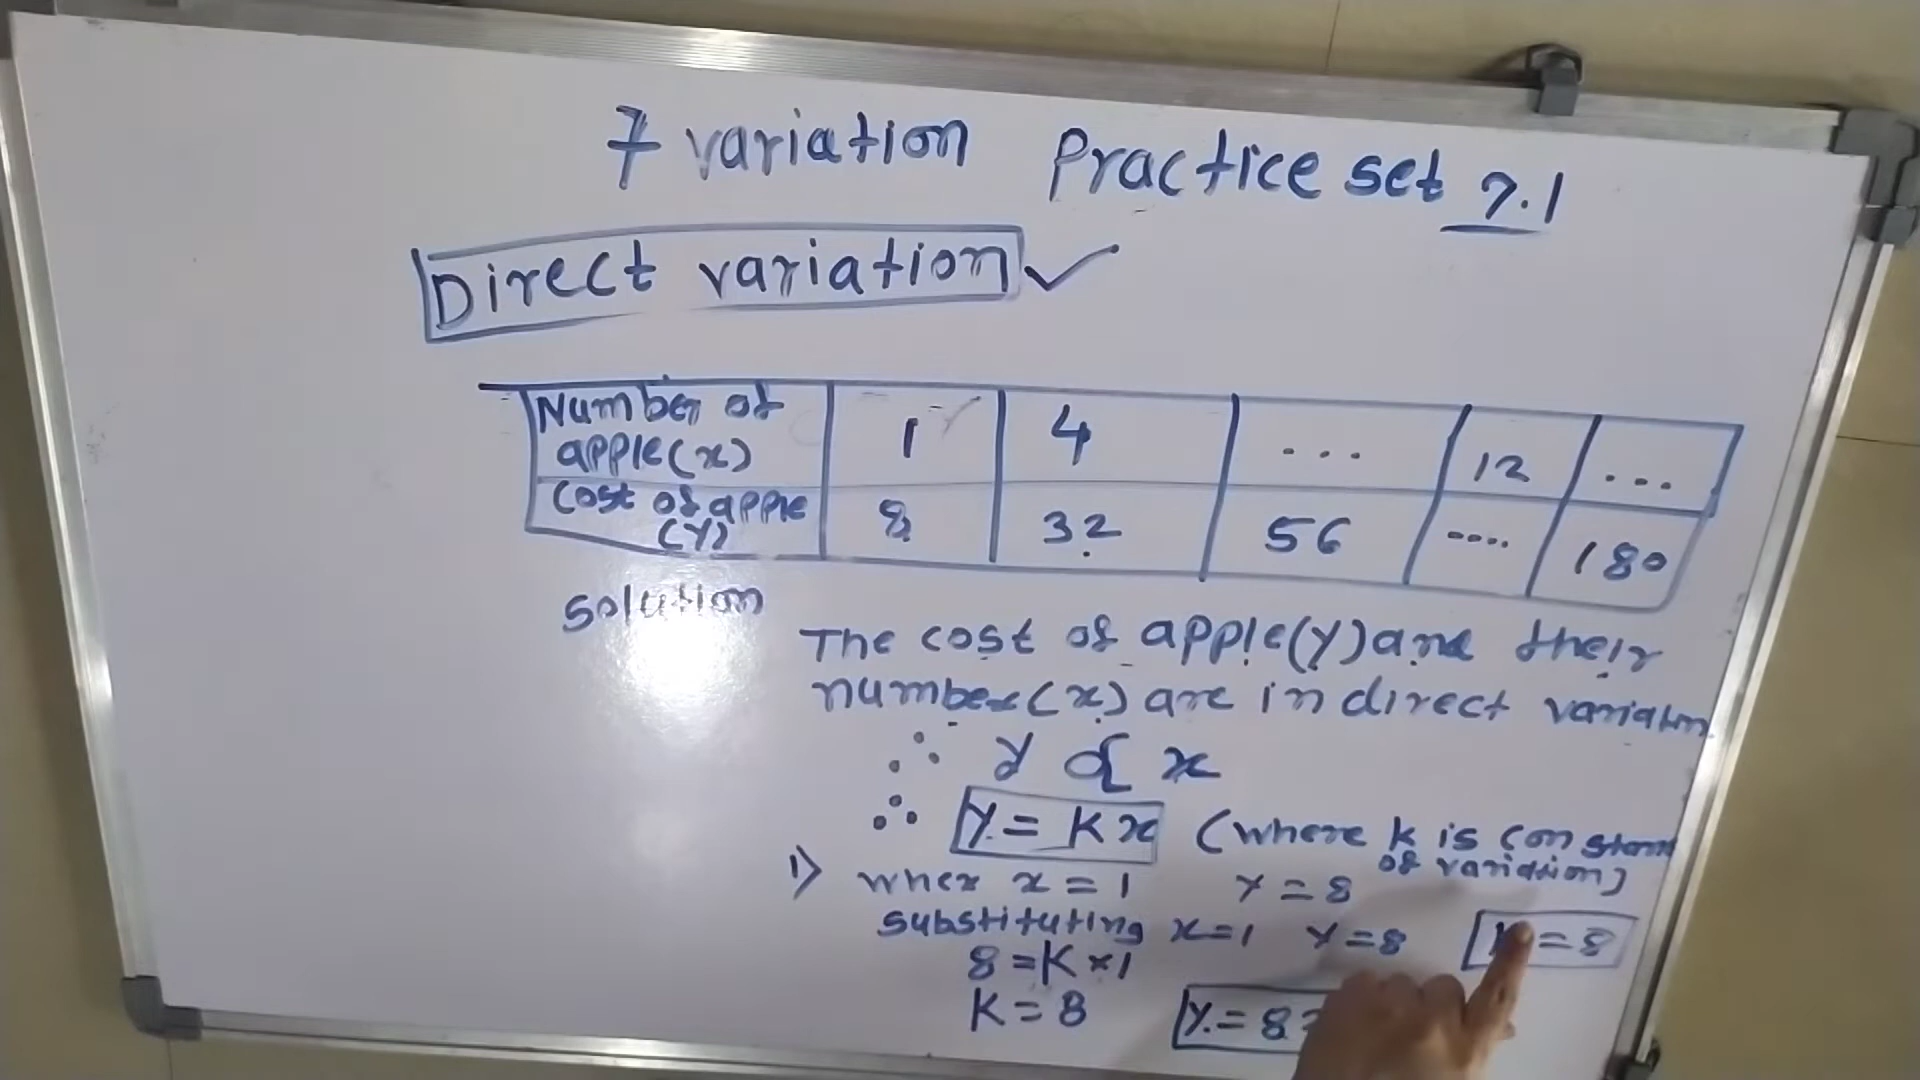 7 variation Practice set 7.1
Direct variation ✓
Number of apple(x) 1 4 ... 12 ...
Cost of apple (Y) 8 32 56 .... 180
solution
The cost of apple(Y) and their
number(x) are in direct variation
∴ Y α x
∴ Y = Kx (where k is constant of variation)
1) when x = 1 Y = 8
substituting x=1 Y=8 K = 8
8 = K × 1
K = 8 Y = 8